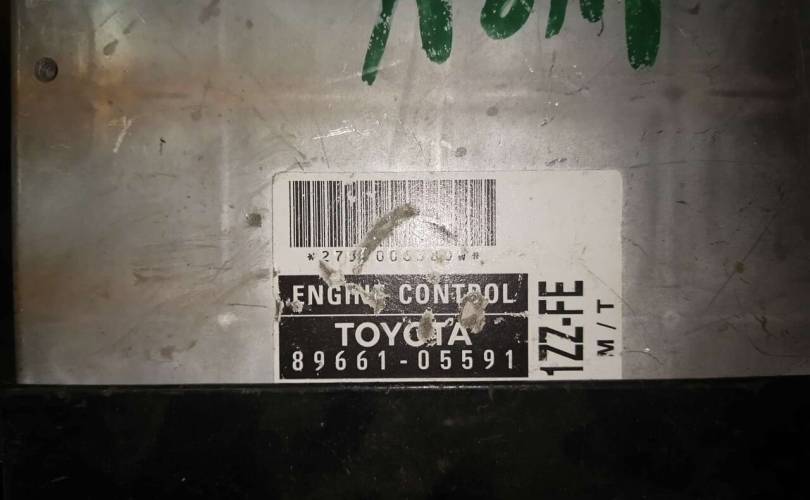 ENGINE CONTROL
TOYOTA
89661-05591
1ZZ-FE
M/T